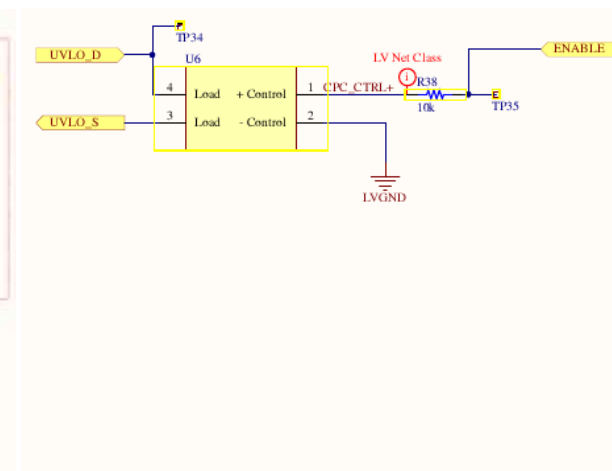 TP34
UVLO_D
U6
LV Net Class
ENABLE
i
R38
4 Load + Control 1 CPC_CTRL+
10k
TP35
UVLO_S 3 Load - Control 2
LVGND